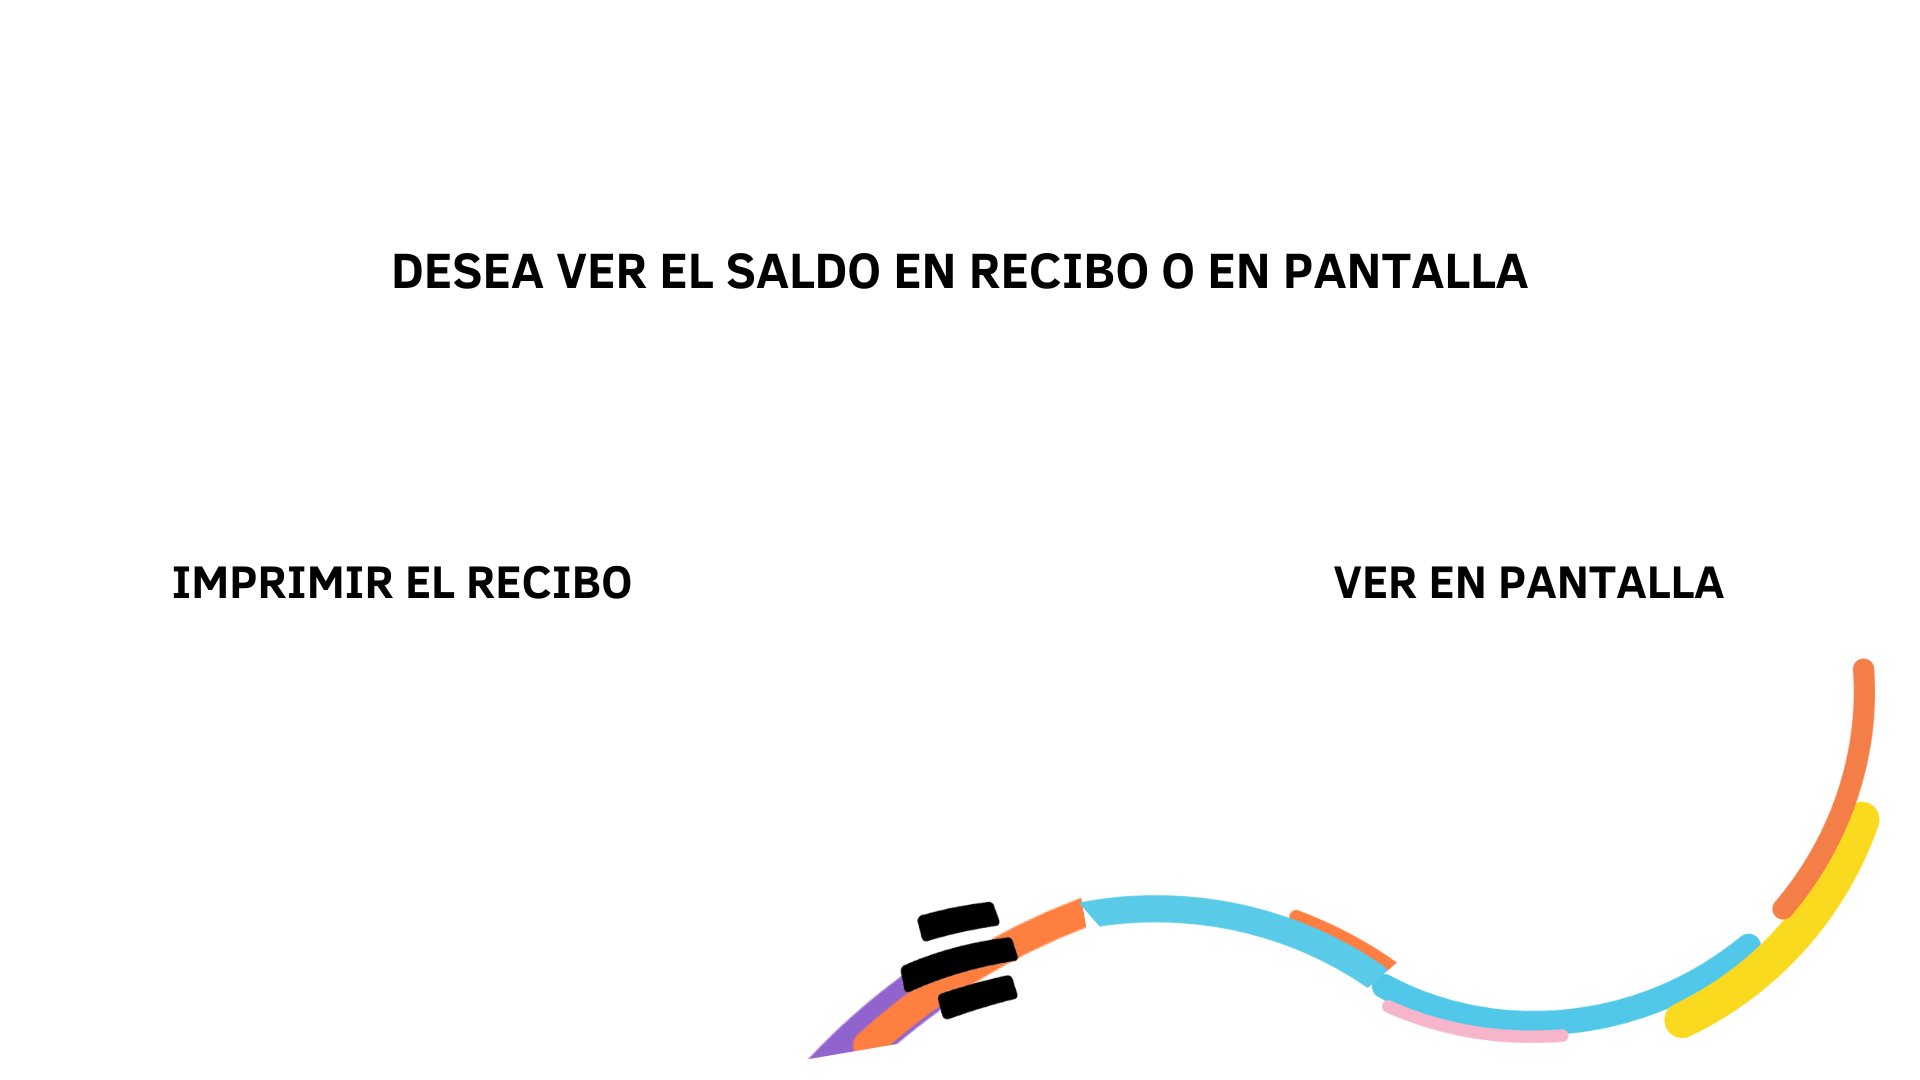 DESEA VER EL SALDO EN RECIBO O EN PANTALLA
IMPRIMIR EL RECIBO
VER EN PANTALLA